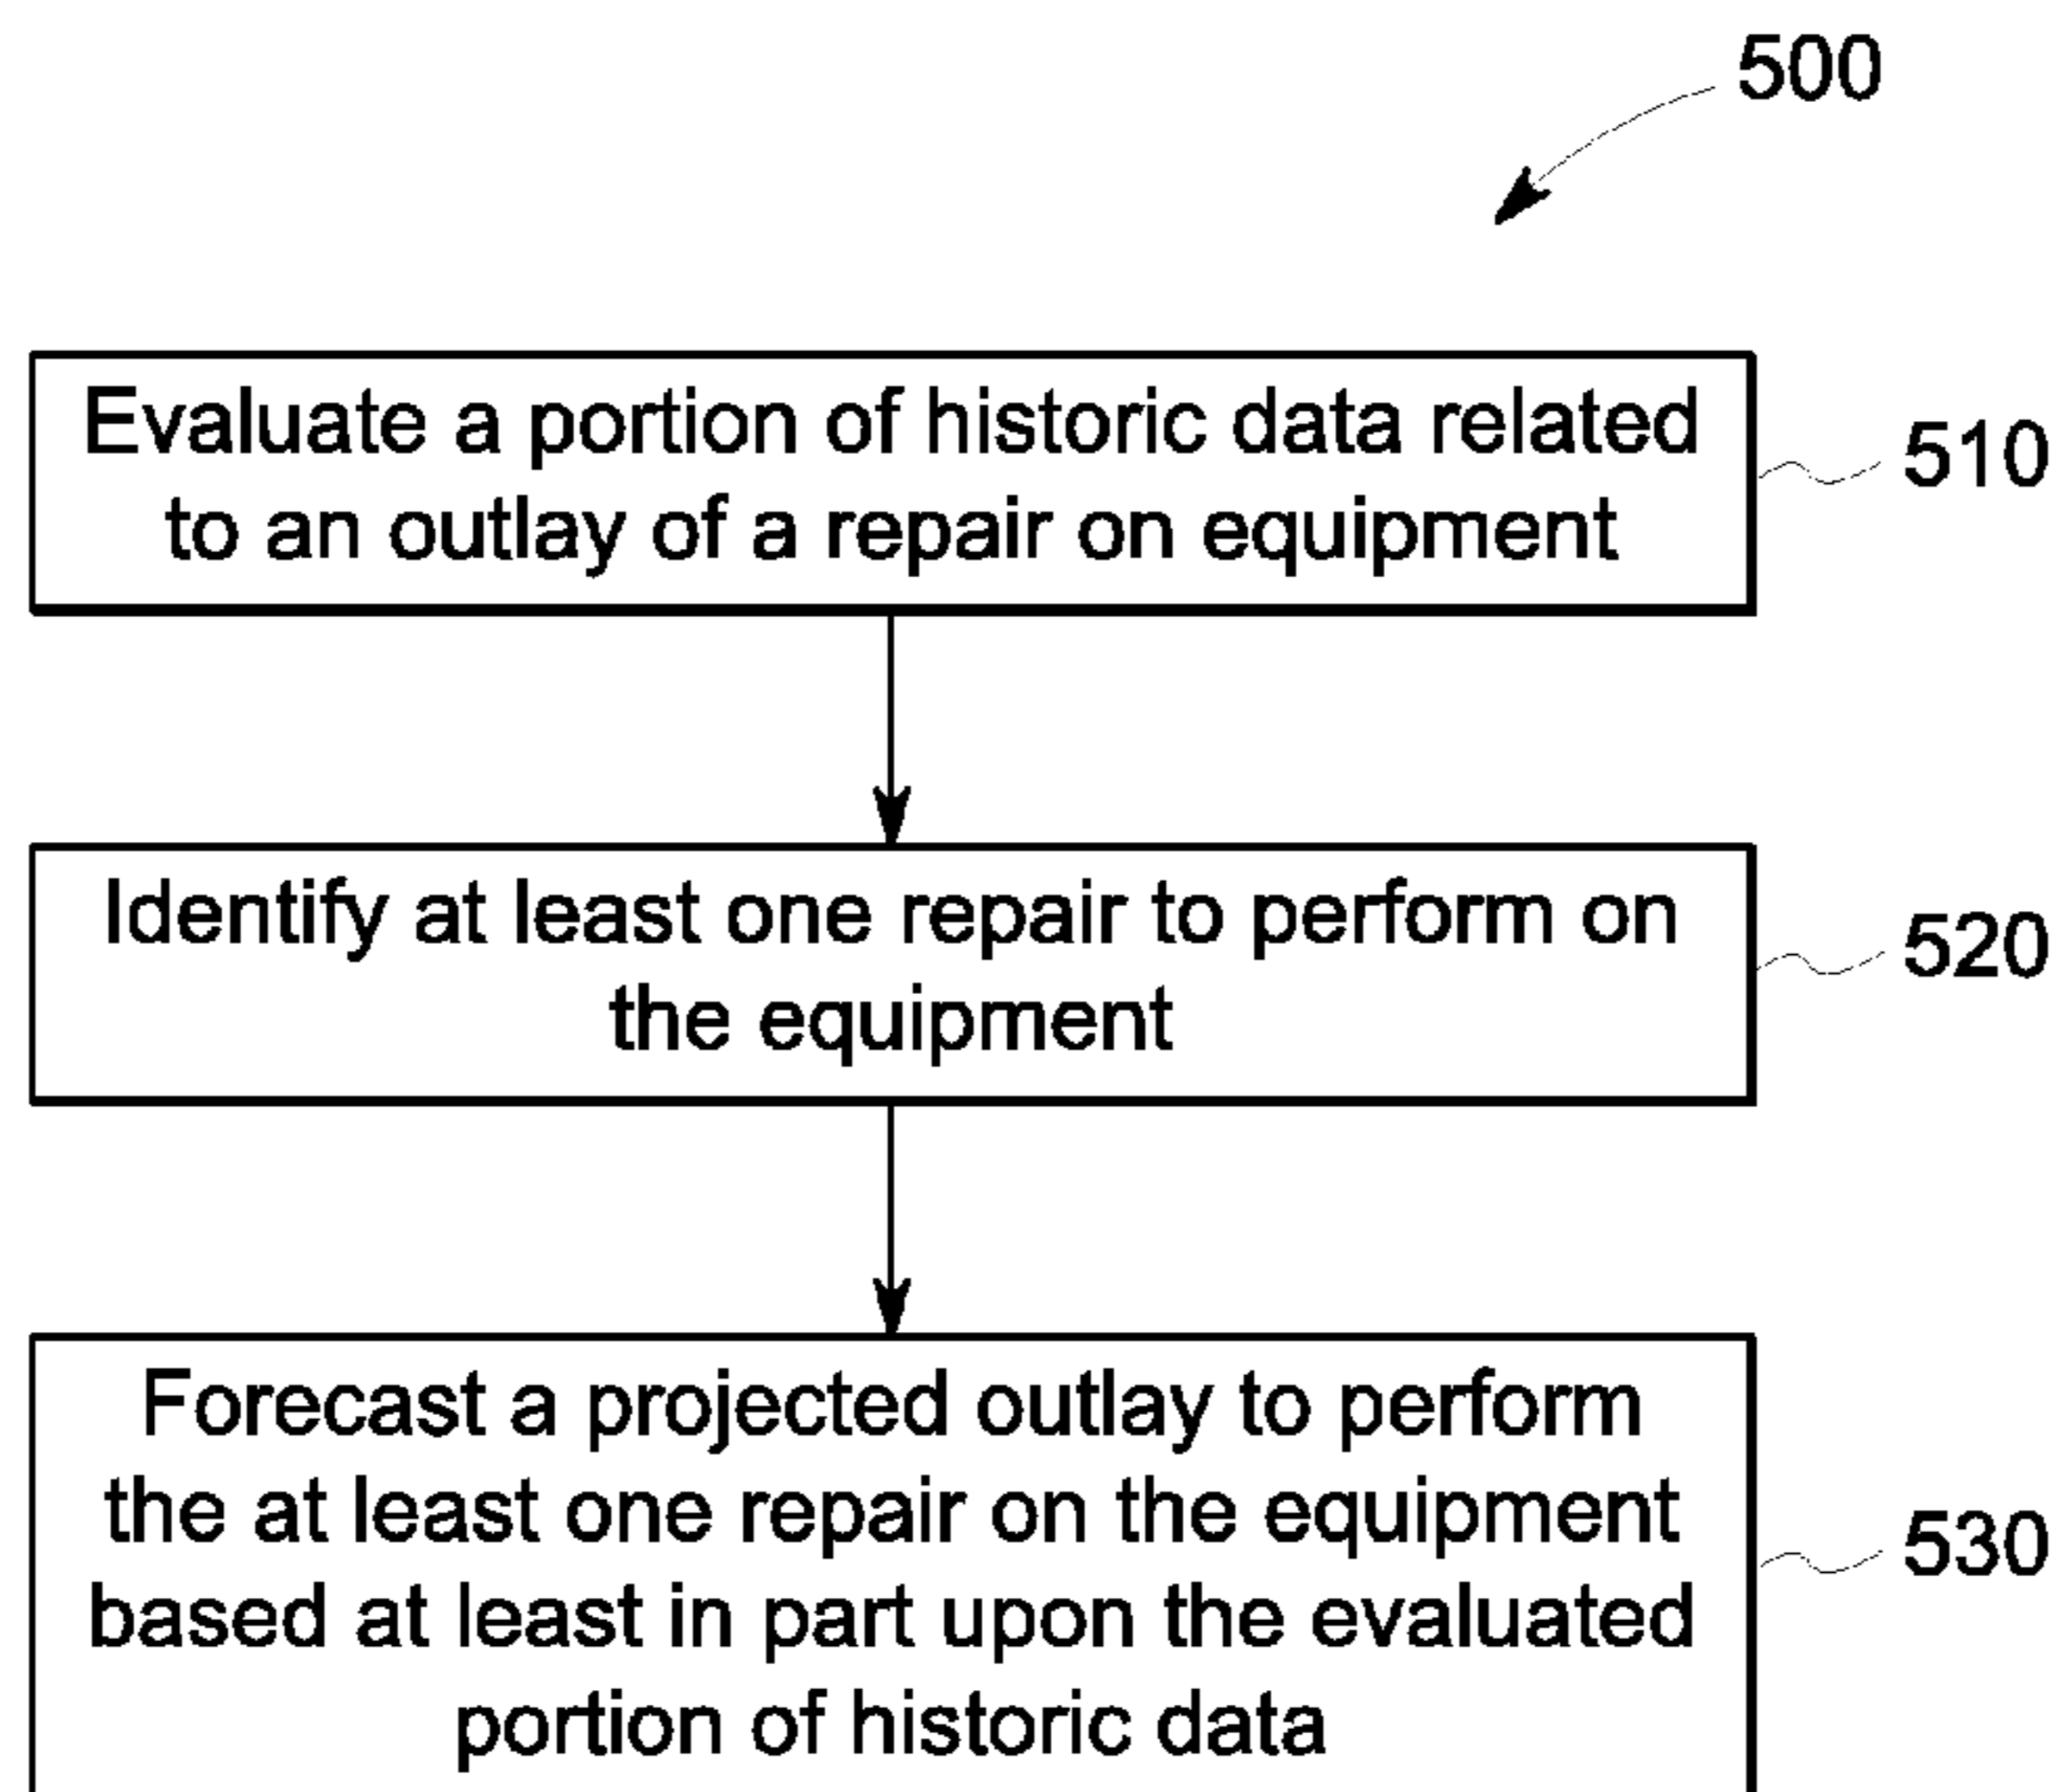 500
Evaluate a portion of historic data related
to an outlay of a repair on equipment
510
Identify at least one repair to perform on
the equipment
520
Forecast a projected outlay to perform
the at least one repair on the equipment
based at least in part upon the evaluated
portion of historic data
530